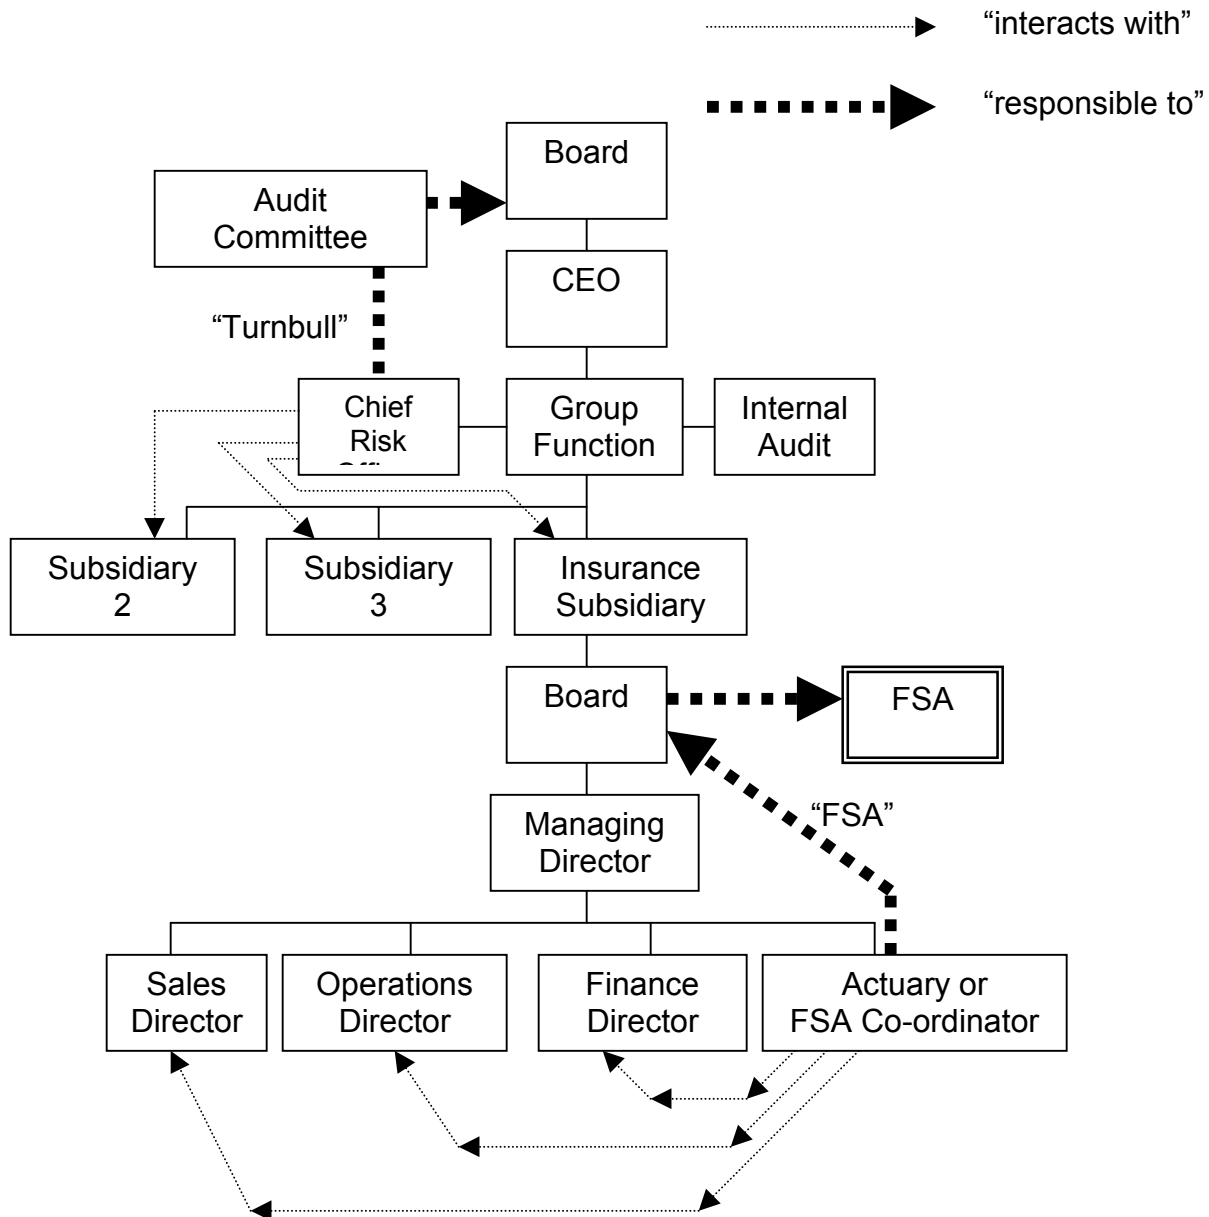 “interacts with”
“responsible to”
Board
Audit
Committee
CEO
“Turnbull”
Chief
Risk
Group
Function
Internal
Audit
Subsidiary
2
Subsidiary
3
Insurance
Subsidiary
Board
FSA
“FSA”
Managing
Director
Sales
Director
Operations
Director
Finance
Director
Actuary or
FSA Co-ordinator